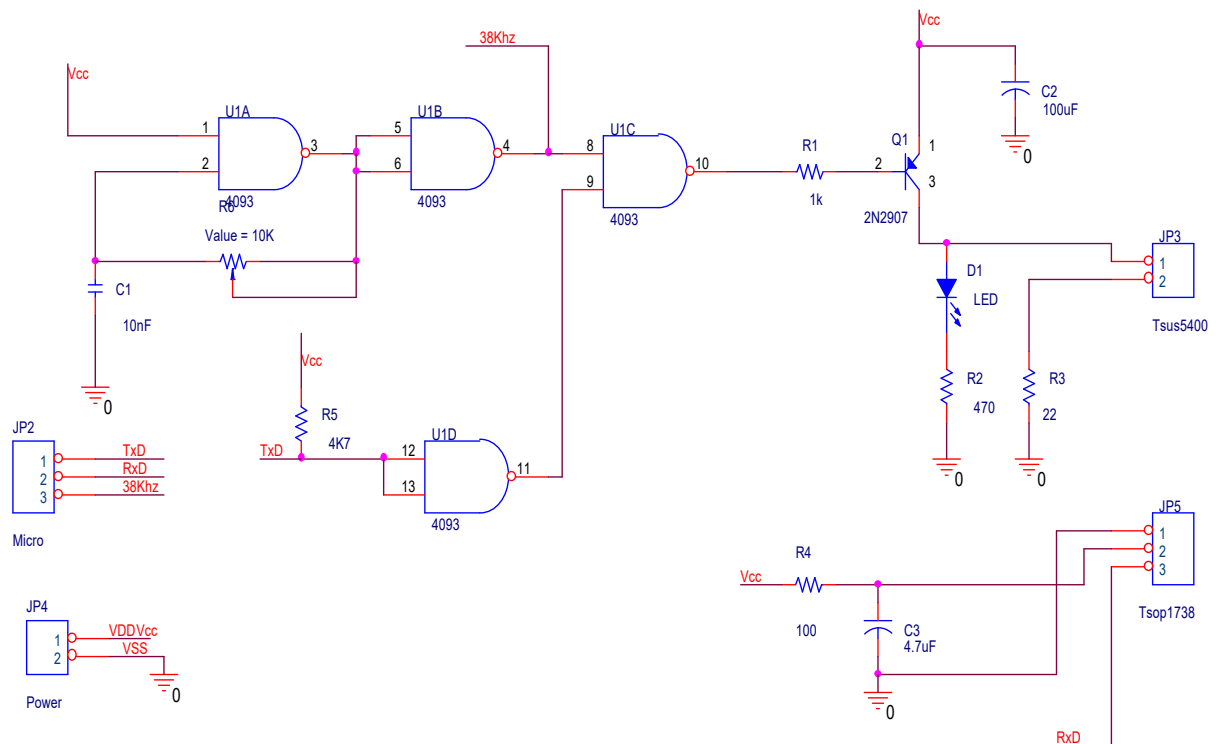 38Khz
Vcc
Vcc
U1A
1
2
3
4093
R6
Value = 10K
U1B
5
6
4
4093
U1C
8
9
10
4093
R1
1k
Q1
1
2
3
2N2907
C2
100uF
0
C1
10nF
0
D1
LED
JP3
1
2
Tsus5400
R2
470
0
R3
22
0
Vcc
R5
4K7
TxD
U1D
12
13
11
4093
JP2
1
2
3
TxD
RxD
38Khz
Micro
JP4
1
2
VDDVcc
VSS
0
Power
Vcc
R4
100
C3
4.7uF
0
JP5
1
2
3
Tsop1738
RxD